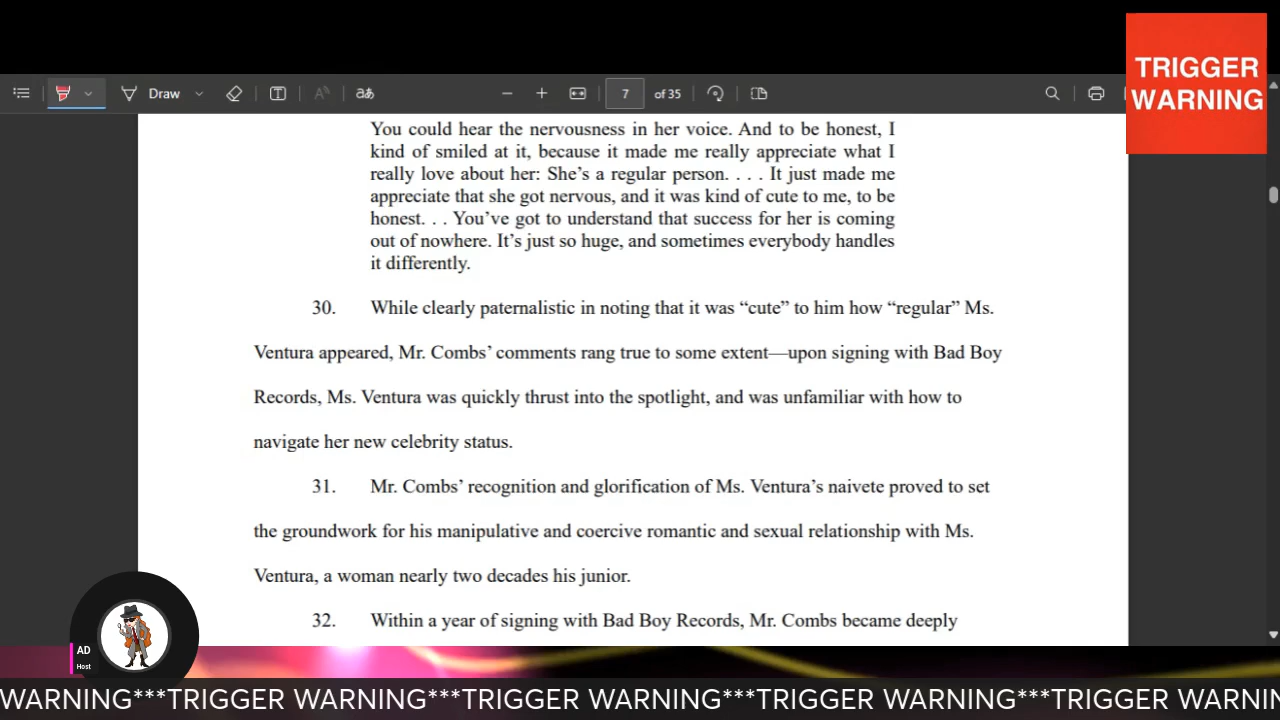 TRIGGER
WARNING
Draw
aあ
7 of 35
You could hear the nervousness in her voice. And to be honest, I
kind of smiled at it, because it made me really appreciate what I
really love about her: She’s a regular person. . . . It just made me
appreciate that she got nervous, and it was kind of cute to me, to be
honest. . . You’ve got to understand that success for her is coming
out of nowhere. It’s just so huge, and sometimes everybody handles
it differently.
30. While clearly paternalistic in noting that it was “cute” to him how “regular” Ms.
Ventura appeared, Mr. Combs’ comments rang true to some extent—upon signing with Bad Boy
Records, Ms. Ventura was quickly thrust into the spotlight, and was unfamiliar with how to
navigate her new celebrity status.
31. Mr. Combs’ recognition and glorification of Ms. Ventura’s naivete proved to set
the groundwork for his manipulative and coercive romantic and sexual relationship with Ms.
Ventura, a woman nearly two decades his junior.
32. Within a year of signing with Bad Boy Records, Mr. Combs became deeply
AD
Host
WARNING***TRIGGER WARNING***TRIGGER WARNING***TRIGGER WARNING***TRIGGER WARNIN